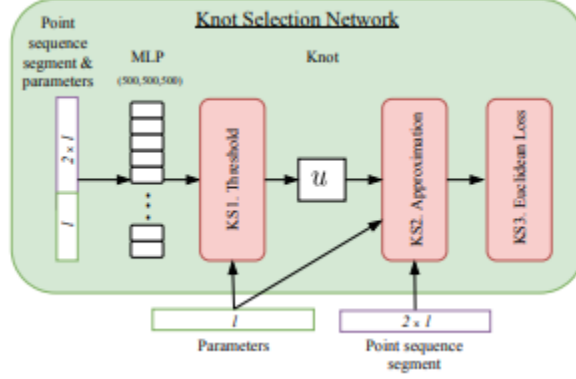 Knot Selection Network
Point
sequence
segment &
parameters
MLP
(500,500,500)
Knot
2 × l
l
KS1. Threshold
u
KS2. Approximation
KS3. Euclidean Loss
l
2 × l
Parameters
Point sequence
segment